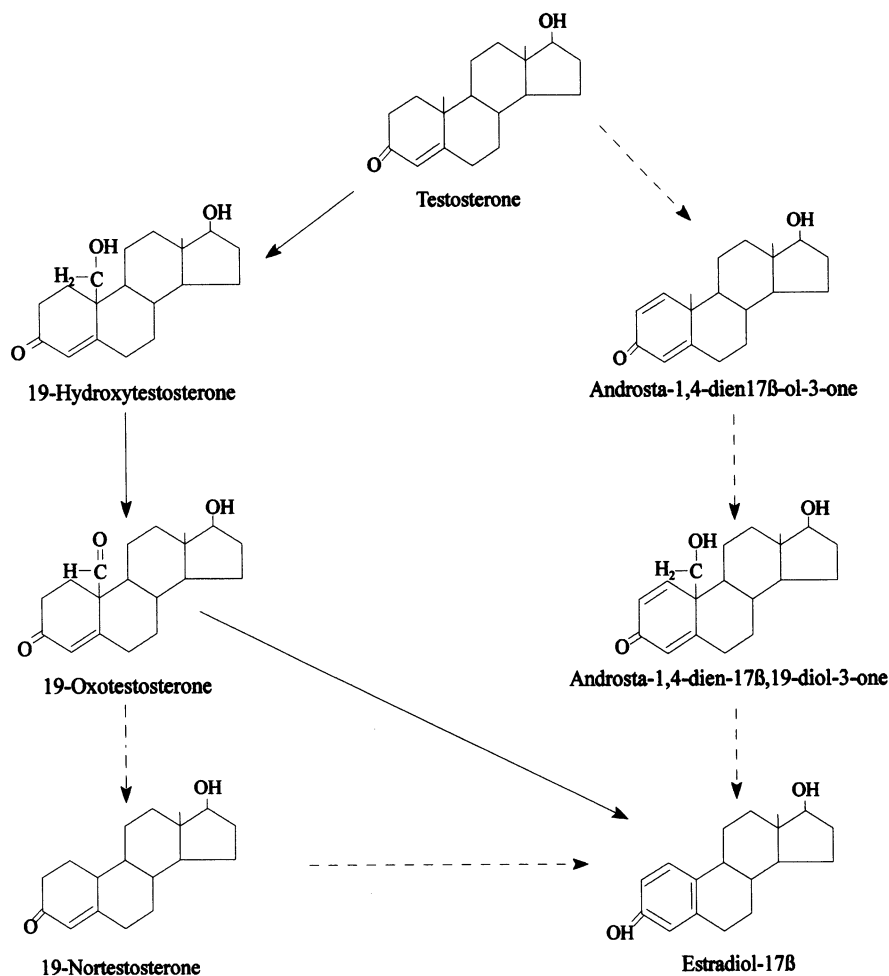 OH
O
Testosterone
OH
OH
H2-C
O
19-Hydroxytestosterone
OH
O
Androsta-1,4-dien17ß-ol-3-one
OH
O
H-C
O
19-Oxotestosterone
OH
OH
H2-C
O
Androsta-1,4-dien-17ß,19-diol-3-one
OH
O
19-Nortestosterone
OH
OH
Estradiol-17ß